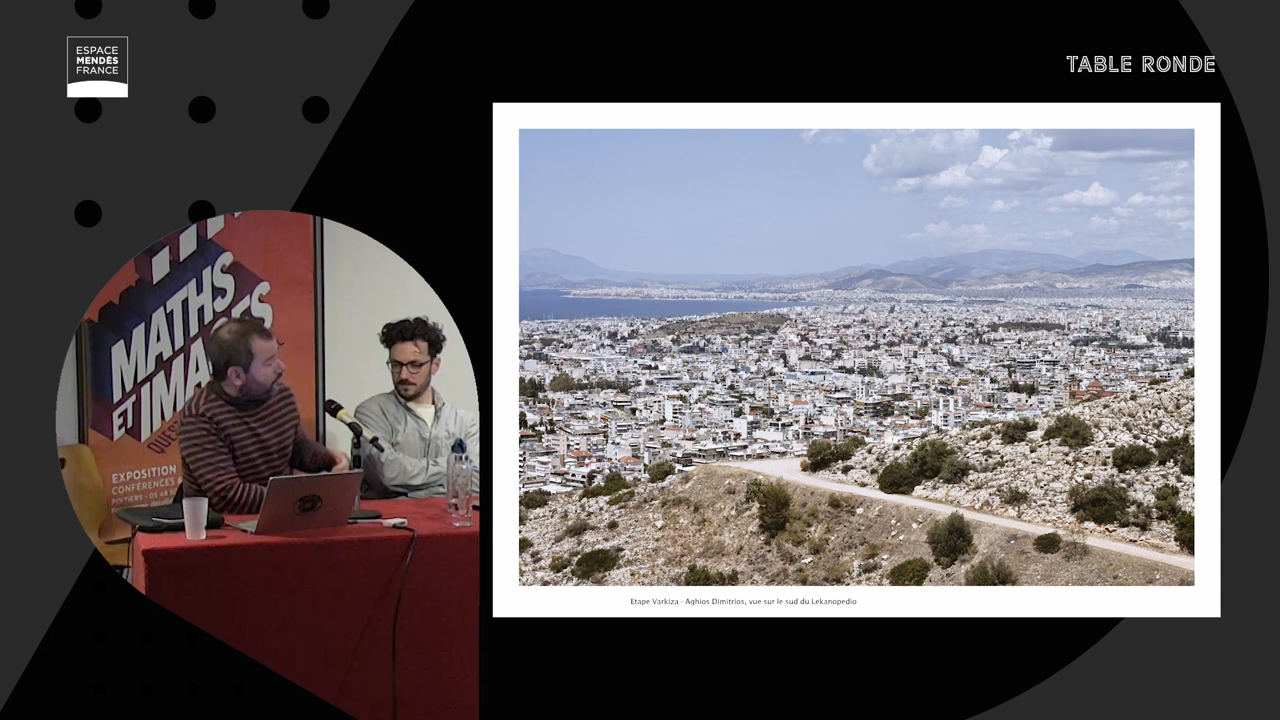 ESPACE
MENDÈS
FRANCE
TABLE RONDE
MATHS
ET IMA
EXPOSITION
CONFÉRENCES
Etape Varkiza - Aghios Dimitrios, vue sur le sud du Lekanopedio